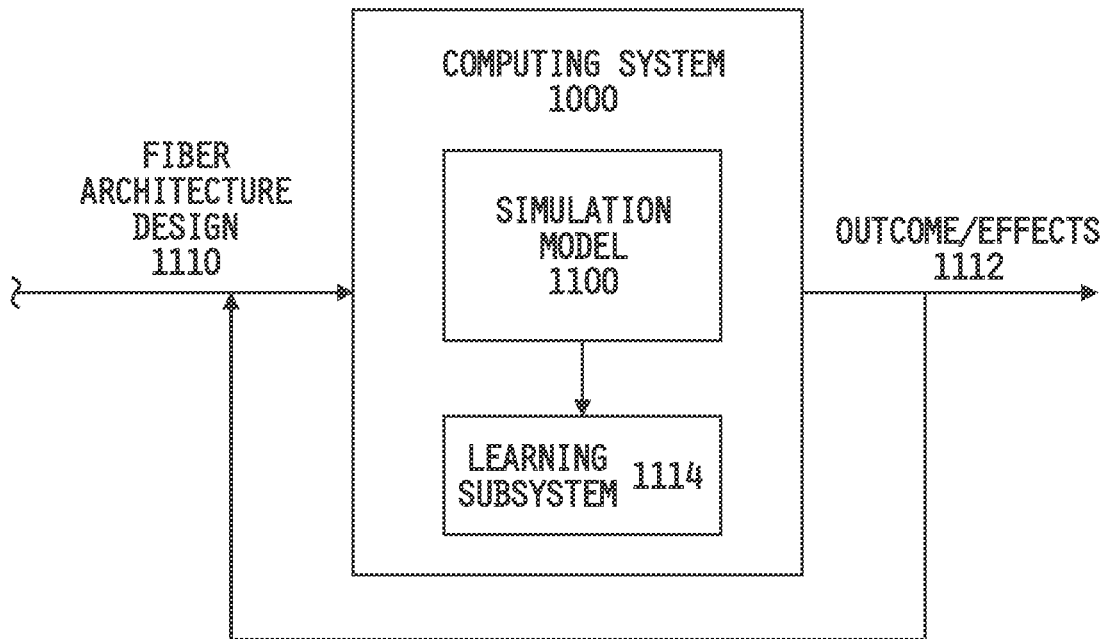 COMPUTING SYSTEM
1000
FIBER
ARCHITECTURE
DESIGN
1110
SIMULATION
MODEL
1100
OUTCOME/EFFECTS
1112
LEARNING
SUBSYSTEM 1114